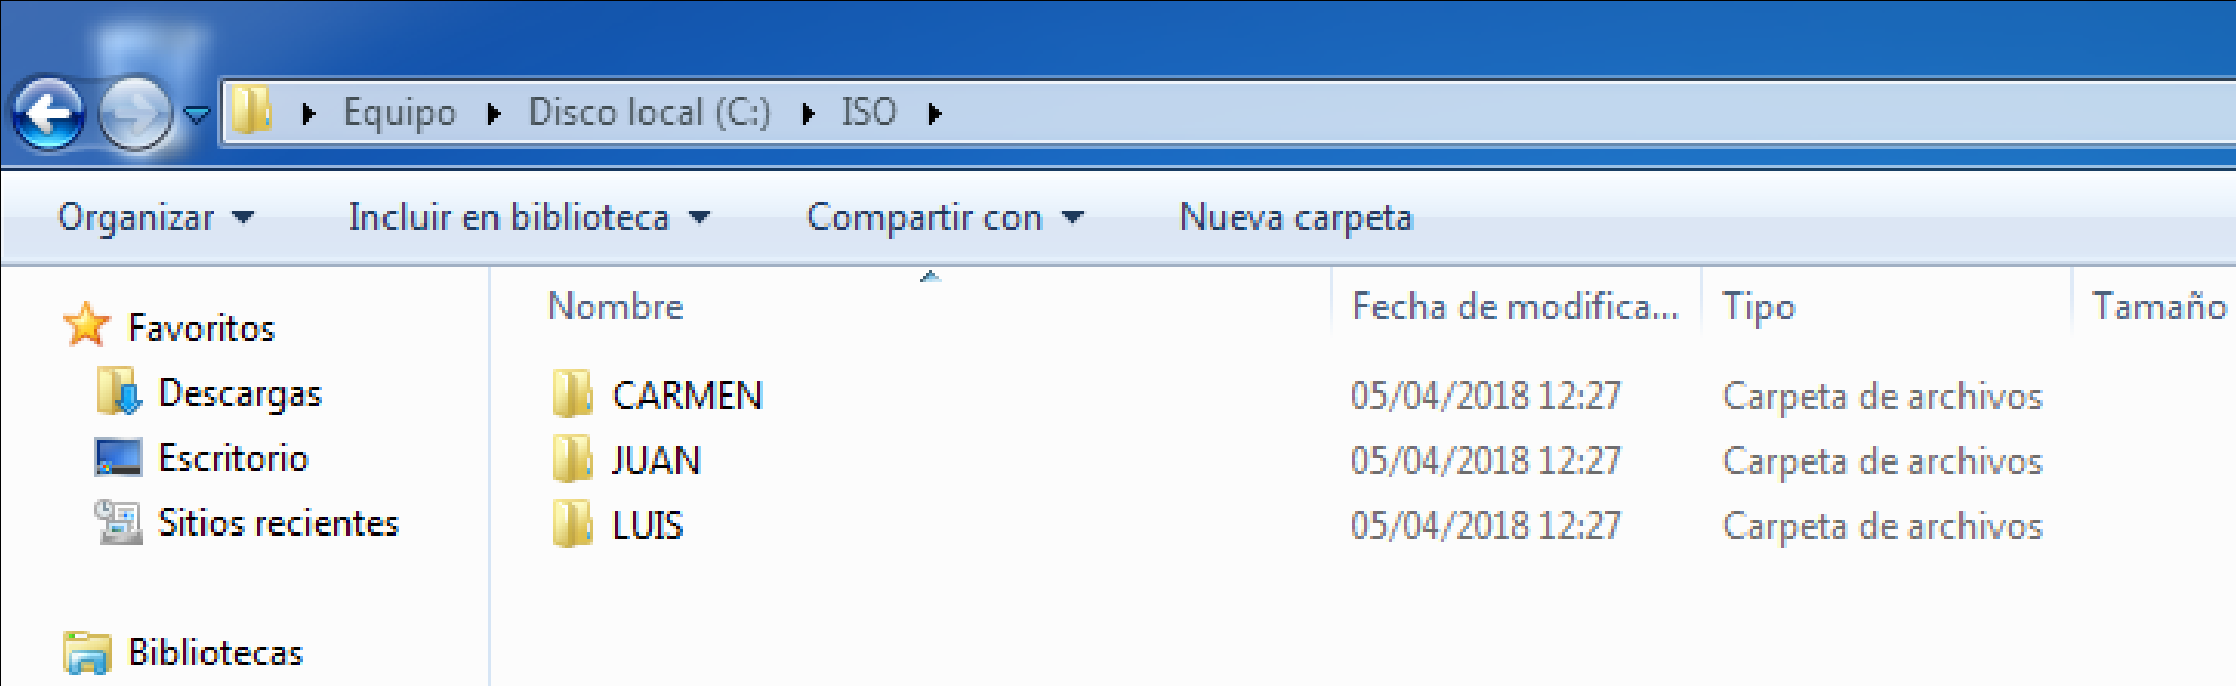 Equipo Disco local (C:) ISO
Organizar Incluir en biblioteca Compartir con Nueva carpeta
Nombre Fecha de modifica... Tipo Tamaño
Favoritos
Descargas
Escritorio
Sitios recientes
Bibliotecas
CARMEN 05/04/2018 12:27 Carpeta de archivos
JUAN 05/04/2018 12:27 Carpeta de archivos
LUIS 05/04/2018 12:27 Carpeta de archivos